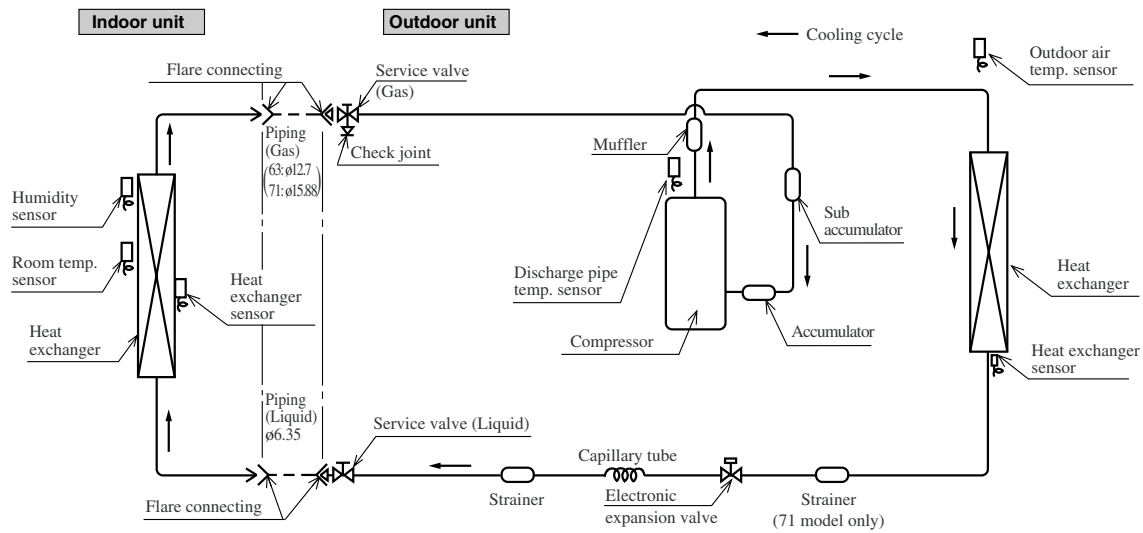 Indoor unit
Outdoor unit
Cooling cycle
Outdoor air
temp. sensor
Flare connecting
Service valve
(Gas)
Piping
(Gas)
(63:ø12.7
71:ø15.88)
Check joint
Muffler
Humidity
sensor
Sub
accumulator
Room temp.
sensor
Heat
exchanger
sensor
Discharge pipe
temp. sensor
Heat
exchanger
Heat
exchanger
Compressor
Accumulator
Heat exchanger
sensor
Piping
(Liquid)
ø6.35
Service valve (Liquid)
Capillary tube
Flare connecting
Strainer
Electronic
expansion valve
Strainer
(71 model only)